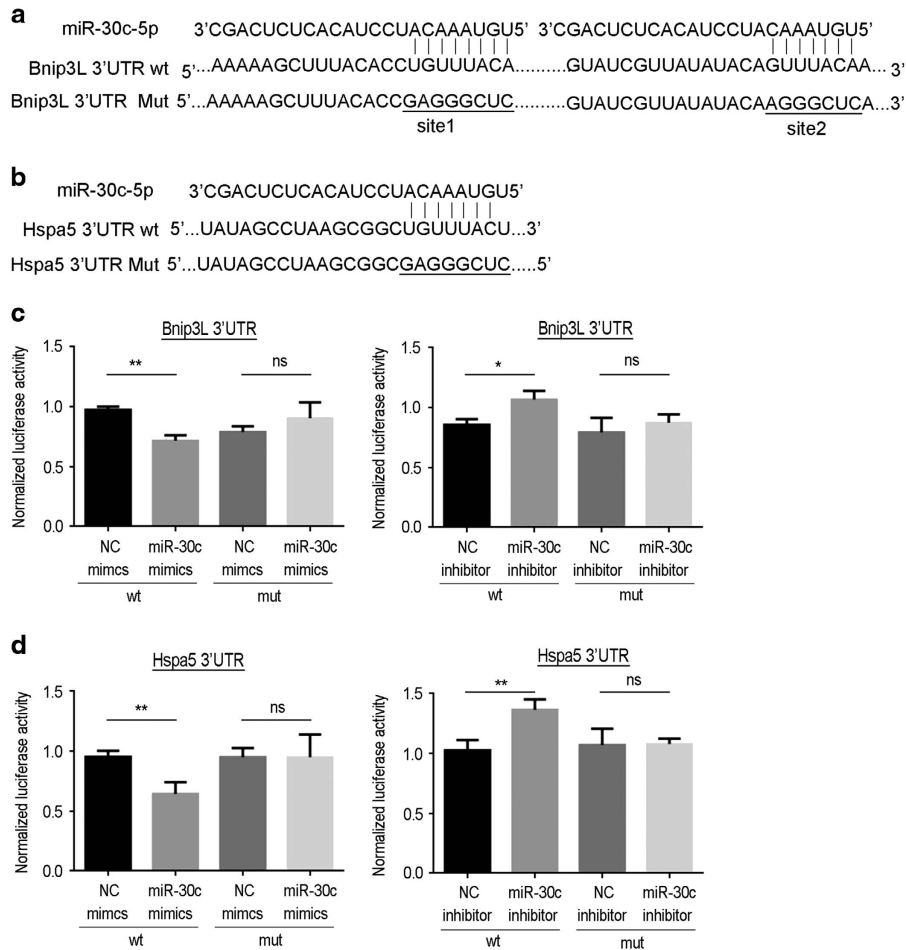 a
miR-30c-5p 3'CGACUCUCACAUCCUACAAAUGU5' 3'CGACUCUCACAUCCUACAAAUGU5'
Bnip3L 3'UTR wt 5'...AAAAAGCUUUACACCUGUUUACA..........GUAUCGUUAUAUACAGUUUACAA... 3'
Bnip3L 3'UTR Mut 5'...AAAAAGCUUUACACCGAGGGCUC..........GUAUCGUUAUAUACAAGGGCUCA... 3'
site1 site2
b
miR-30c-5p 3'CGACUCUCACAUCCUACAAAUGU5'
Hspa5 3'UTR wt 5'...UAUAGCCUAAGCGGCUGUUUACU...3'
Hspa5 3'UTR Mut 5'...UAUAGCCUAAGCGGCGAGGGCUC.....5'
c
Bnip3L 3'UTR
Normalized luciferase activity
1.5
1.0
0.5
0.0
**
ns
NC mimcs
miR-30c mimics
NC mimcs
miR-30c mimics
wt
mut
Bnip3L 3'UTR
Normalized luciferase activity
1.5
1.0
0.5
0.0
*
ns
NC inhibitor
miR-30c inhibitor
NC inhibitor
miR-30c inhibitor
wt
mut
d
Hspa5 3'UTR
Normalized luciferase activity
1.5
1.0
0.5
0.0
**
ns
NC mimcs
miR-30c mimics
NC mimcs
miR-30c mimics
wt
mut
Hspa5 3'UTR
Normalized luciferase activity
1.5
1.0
0.5
0.0
**
ns
NC inhibitor
miR-30c inhibitor
NC inhibitor
miR-30c inhibitor
wt
mut